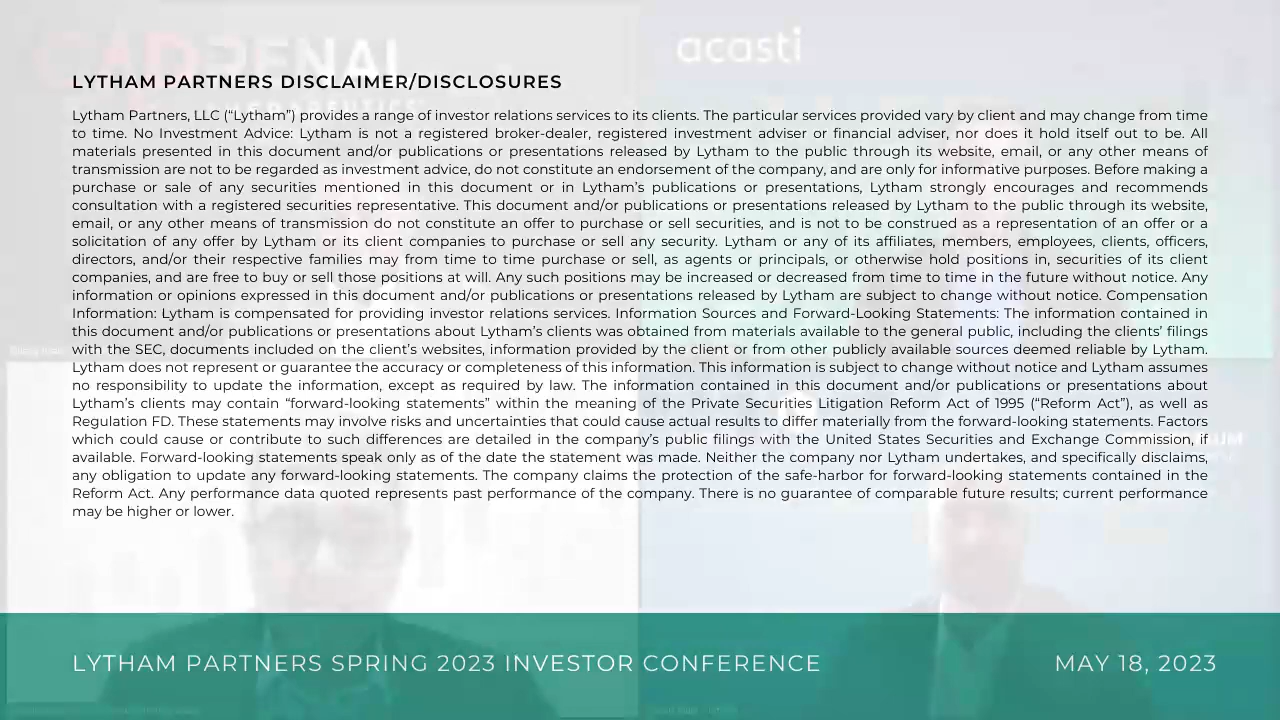 acasti
LYTHAM PARTNERS DISCLAIMER/DISCLOSURES
Lytham Partners, LLC (“Lytham”) provides a range of investor relations services to its clients. The particular services provided vary by client and may change from time
to time. No Investment Advice: Lytham is not a registered broker-dealer, registered investment adviser or financial adviser, nor does it hold itself out to be. All
materials presented in this document and/or publications or presentations released by Lytham to the public through its website, email, or any other means of
transmission are not to be regarded as investment advice, do not constitute an endorsement of the company, and are only for informative purposes. Before making a
purchase or sale of any securities mentioned in this document or in Lytham’s publications or presentations, Lytham strongly encourages and recommends
consultation with a registered securities representative. This document and/or publications or presentations released by Lytham to the public through its website,
email, or any other means of transmission do not constitute an offer to purchase or sell securities, and is not to be construed as a representation of an offer or a
solicitation of any offer by Lytham or its client companies to purchase or sell any security. Lytham or any of its affiliates, members, employees, clients, officers,
directors, and/or their respective families may from time to time purchase or sell, as agents or principals, or otherwise hold positions in, securities of its client
companies, and are free to buy or sell those positions at will. Any such positions may be increased or decreased from time to time in the future without notice. Any
information or opinions expressed in this document and/or publications or presentations released by Lytham are subject to change without notice. Compensation
Information: Lytham is compensated for providing investor relations services. Information Sources and Forward-Looking Statements: The information contained in
this document and/or publications or presentations about Lytham’s clients was obtained from materials available to the general public, including the clients’ filings
with the SEC, documents included on the client’s websites, information provided by the client or from other publicly available sources deemed reliable by Lytham.
Lytham does not represent or guarantee the accuracy or completeness of this information. This information is subject to change without notice and Lytham assumes
no responsibility to update the information, except as required by law. The information contained in this document and/or publications or presentations about
Lytham’s clients may contain “forward-looking statements” within the meaning of the Private Securities Litigation Reform Act of 1995 (“Reform Act”), as well as
Regulation FD. These statements may involve risks and uncertainties that could cause actual results to differ materially from the forward-looking statements. Factors
which could cause or contribute to such differences are detailed in the company’s public filings with the United States Securities and Exchange Commission, if
available. Forward-looking statements speak only as of the date the statement was made. Neither the company nor Lytham undertakes, and specifically disclaims,
any obligation to update any forward-looking statements. The company claims the protection of the safe-harbor for forward-looking statements contained in the
Reform Act. Any performance data quoted represents past performance of the company. There is no guarantee of comparable future results; current performance
may be higher or lower.
LYTHAM PARTNERS SPRING 2023 INVESTOR CONFERENCE
MAY 18, 2023